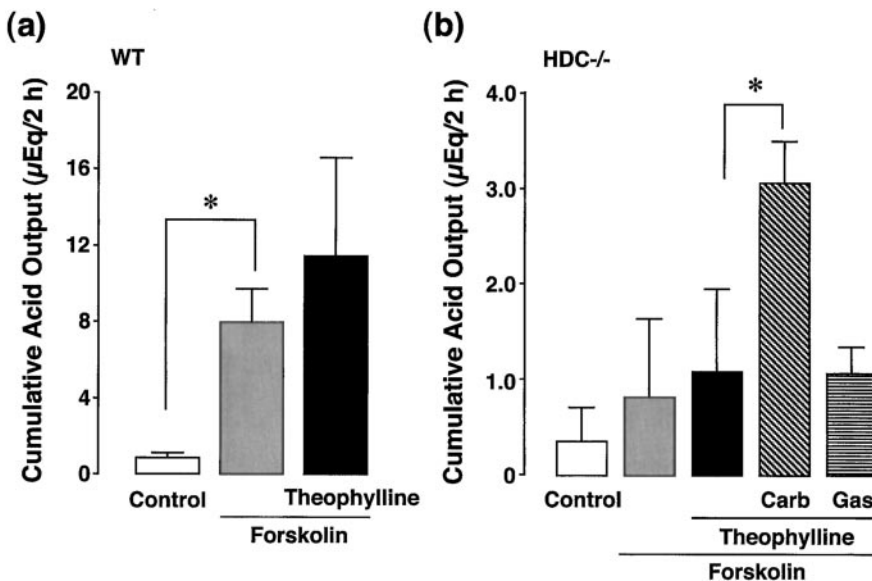 (a)
WT
Cumulative Acid Output (μEq/2 h)
20
16
12
8
4
0
*
Control
Theophylline
Forskolin
(b)
HDC-/-
Cumulative Acid Output (μEq/2 h)
4.0
3.0
2.0
1.0
0
*
Control
Carb
Gas
Theophylline
Forskolin